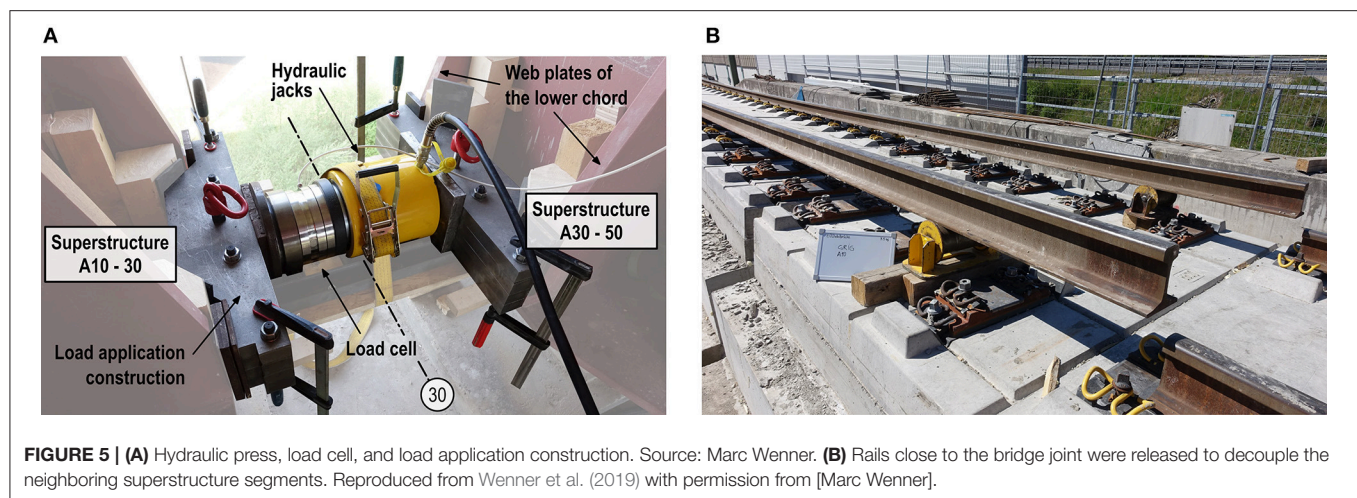 A
B
Hydraulic
jacks
Web plates of
the lower chord
Superstructure
A10 - 30
Superstructure
A30 - 50
Load application
construction
Load cell
30
FIGURE 5 | (A) Hydraulic press, load cell, and load application construction. Source: Marc Wenner. (B) Rails close to the bridge joint were released to decouple the
neighboring superstructure segments. Reproduced from Wenner et al. (2019) with permission from [Marc Wenner].